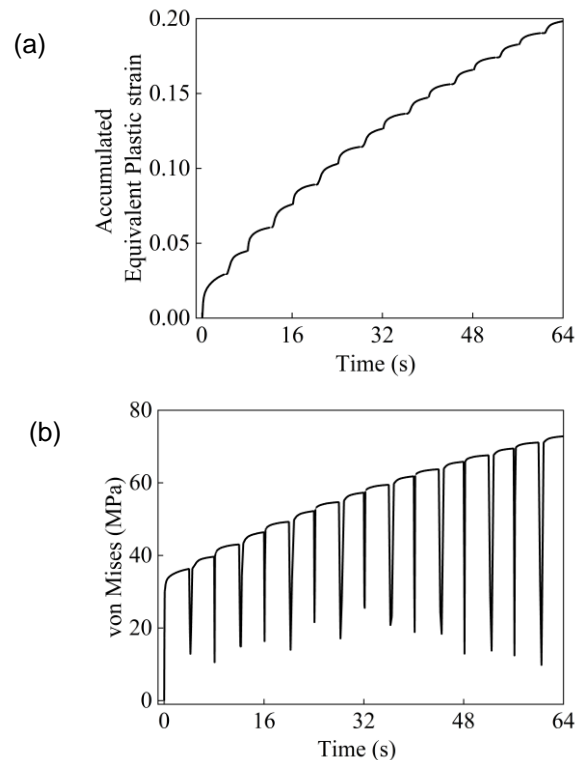 (a)
Accumulated
Equivalent Plastic strain
0.20
0.15
0.10
0.05
0.00
0 16 32 48 64
Time (s)
(b)
von Mises (MPa)
80
60
40
20
0
0 16 32 48 64
Time (s)